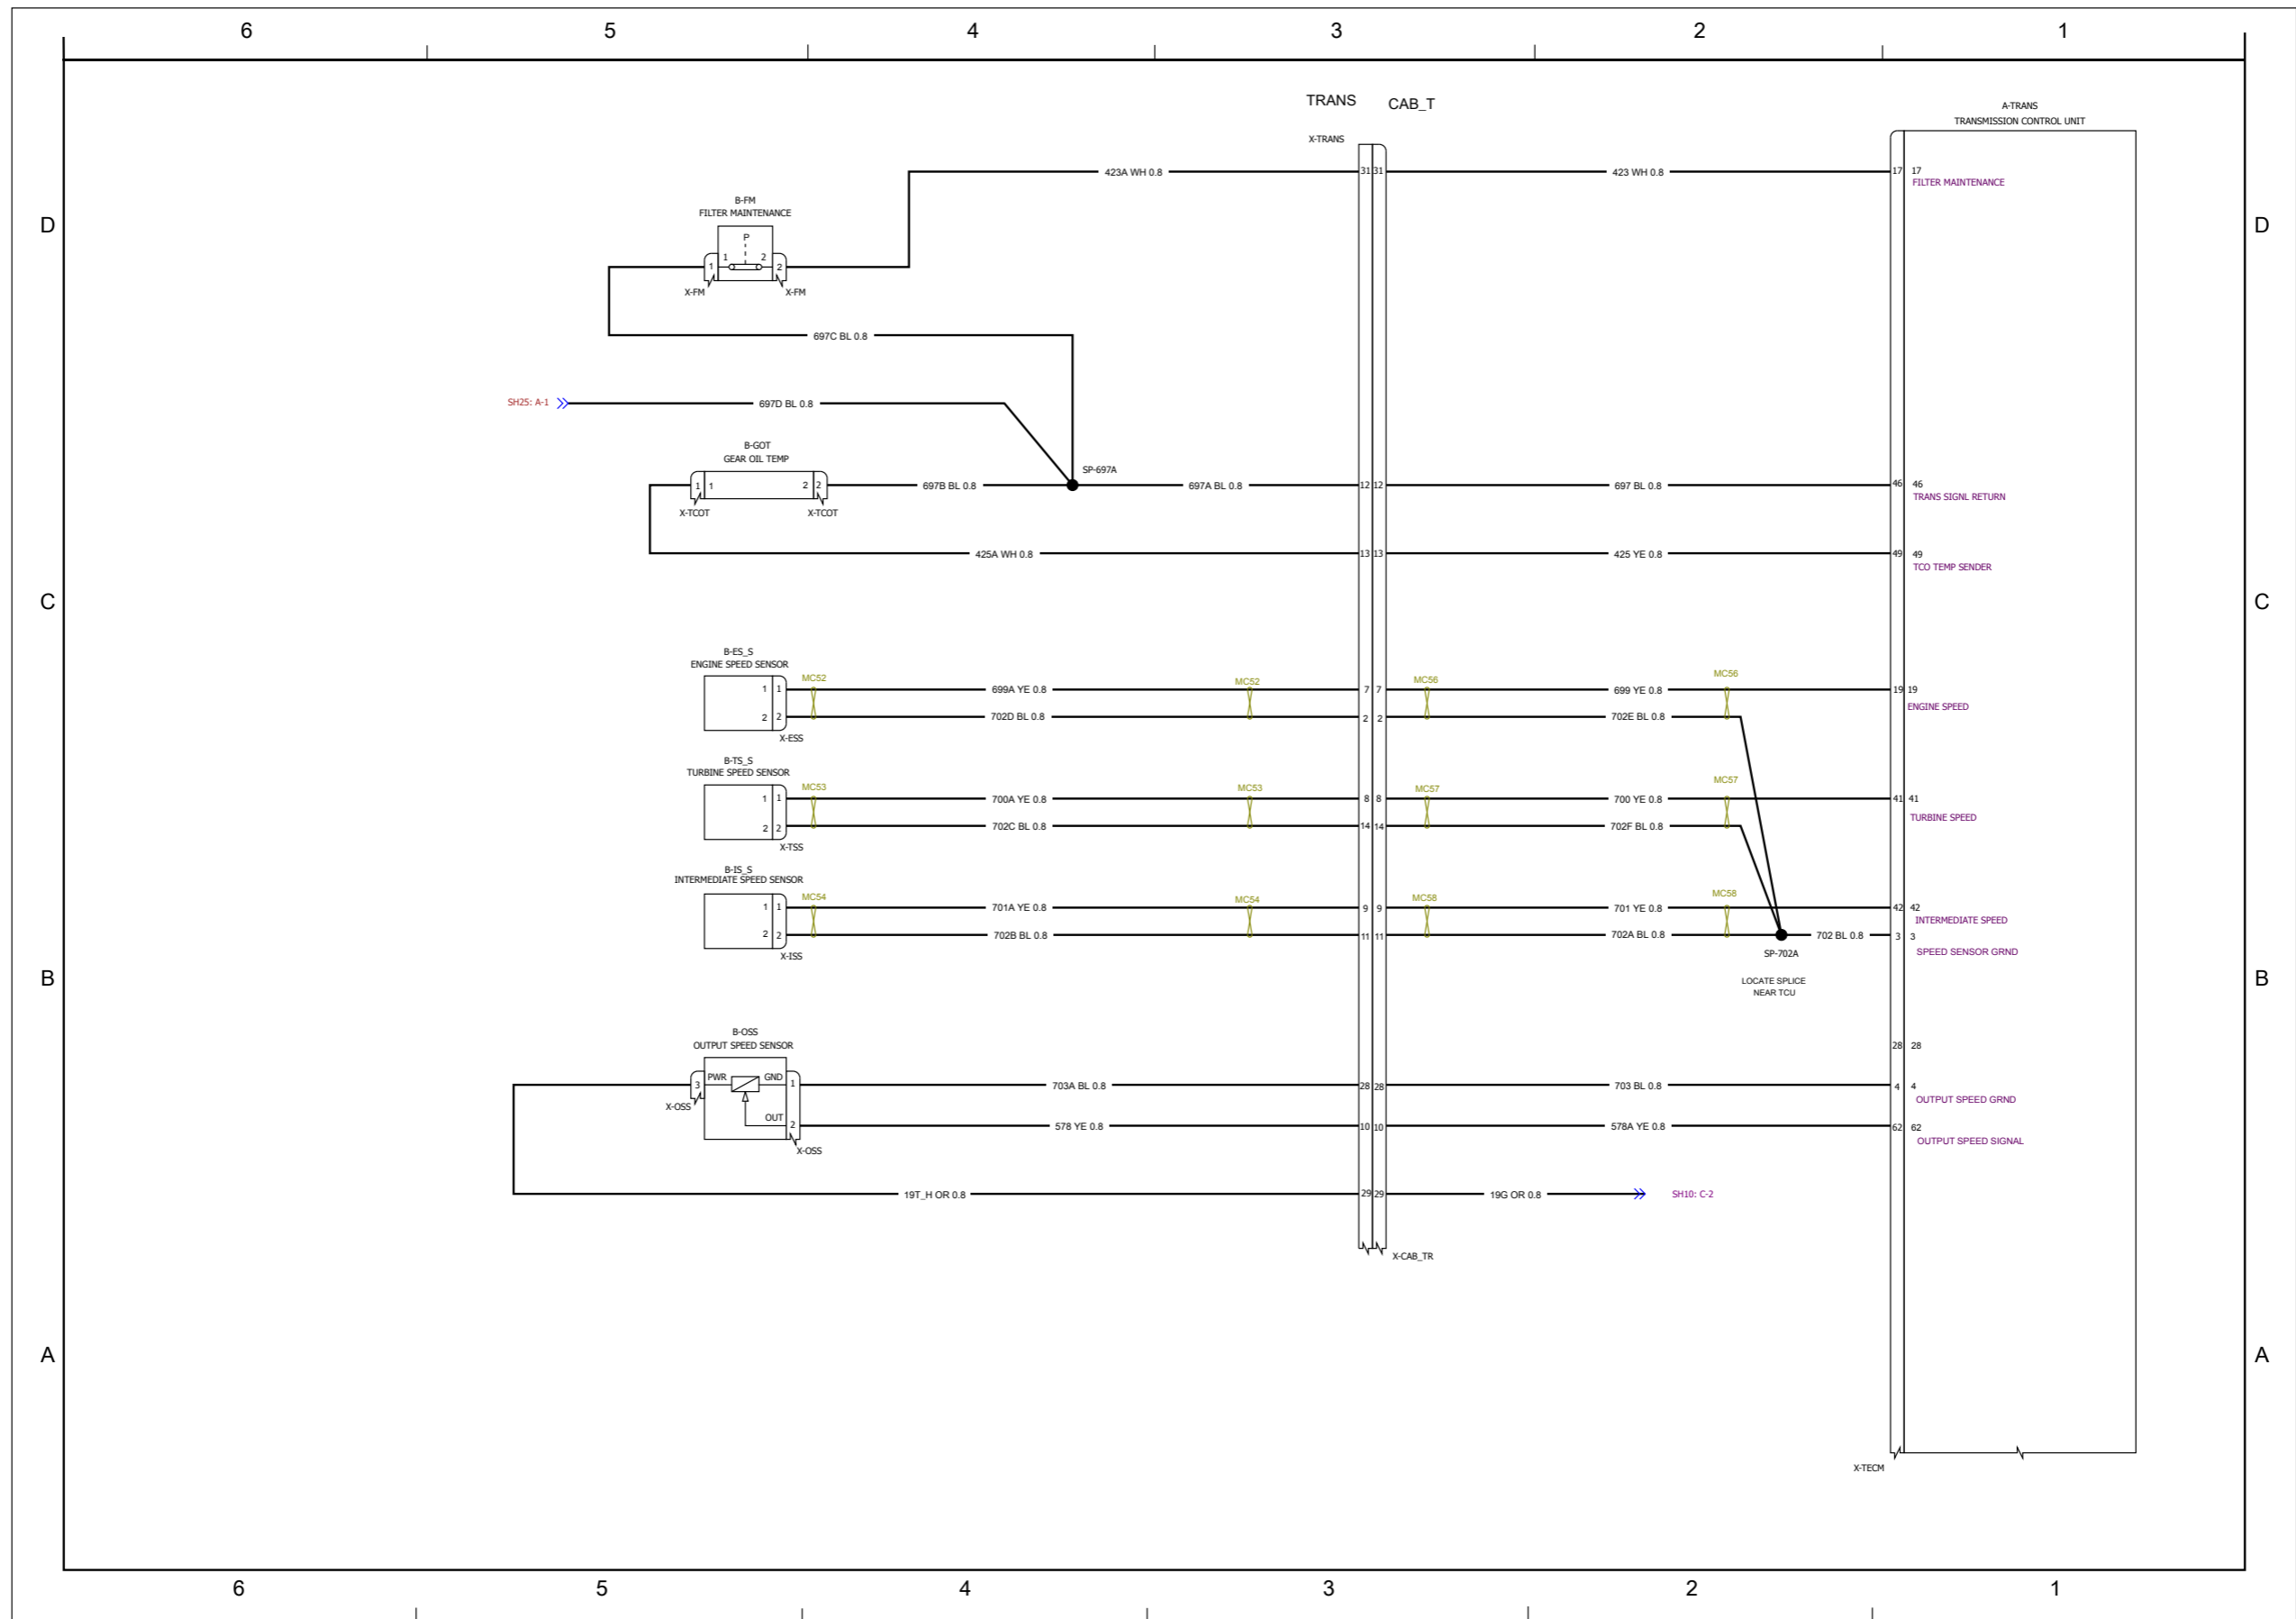 6 5 4 3 2 1
TRANS CAB_T
A-TRANS
TRANSMISSION CONTROL UNIT
X-TRANS
423A WH 0.8 31 31 423 WH 0.8 17 17
FILTER MAINTENANCE
B-FM
FILTER MAINTENANCE
D D
P
1 1 2 2
X-FM X-FM
697C BL 0.8
SH25: A-1 697D BL 0.8
B-GOT
GEAR OIL TEMP
SP-697A
1 1 2 2 697B BL 0.8 697A BL 0.8 12 12 697 BL 0.8 46 46
TRANS SIGNL RETURN
X-TCOT X-TCOT
425A WH 0.8 13 13 425 YE 0.8 49 49
TCO TEMP SENDER
C C
B-ES_S
ENGINE SPEED SENSOR
MC52 MC52 MC56 MC56
1 1 699A YE 0.8 7 7 699 YE 0.8 19 19
ENGINE SPEED
2 2 702D BL 0.8 2 2 702E BL 0.8
X-ESS
B-TS_S
TURBINE SPEED SENSOR
MC53 MC53 MC57 MC57
1 1 700A YE 0.8 8 8 700 YE 0.8 41 41
TURBINE SPEED
2 2 702C BL 0.8 14 14 702F BL 0.8
X-TSS
B-IS_S
INTERMEDIATE SPEED SENSOR
MC54 MC54 MC58 MC58
1 1 701A YE 0.8 9 9 701 YE 0.8 42 42
INTERMEDIATE SPEED
2 2 702B BL 0.8 11 11 702A BL 0.8 702 BL 0.8 3 3
X-ISS SP-702A SPEED SENSOR GRND
B B
LOCATE SPLICE
NEAR TCU
B-OSS
OUTPUT SPEED SENSOR
28 28
3 PWR GND 1 703A BL 0.8 28 28 703 BL 0.8 4 4
X-OSS OUTPUT SPEED GRND
OUT 2 578 YE 0.8 10 10 578A YE 0.8 62 62
X-OSS OUTPUT SPEED SIGNAL
19T_H OR 0.8 29 29 19G OR 0.8 SH10: C-2
X-CAB_TR
A A
X-TECM
6 5 4 3 2 1